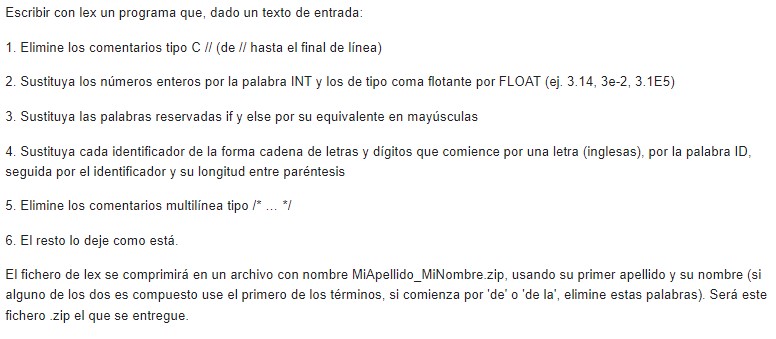 Escribir con lex un programa que, dado un texto de entrada:
1. Elimine los comentarios tipo C // (de // hasta el final de línea)
2. Sustituya los números enteros por la palabra INT y los de tipo coma flotante por FLOAT (ej. 3.14, 3e-2, 3.1E5)
3. Sustituya las palabras reservadas if y else por su equivalente en mayúsculas
4. Sustituya cada identificador de la forma cadena de letras y dígitos que comience por una letra (inglesas), por la palabra ID,
seguida por el identificador y su longitud entre paréntesis
5. Elimine los comentarios multilínea tipo /* ... */
6. El resto lo deje como está.
El fichero de lex se comprimirá en un archivo con nombre MiApellido_MiNombre.zip, usando su primer apellido y su nombre (si
alguno de los dos es compuesto use el primero de los términos, si comienza por 'de' o 'de la', elimine estas palabras). Será este
fichero .zip el que se entregue.